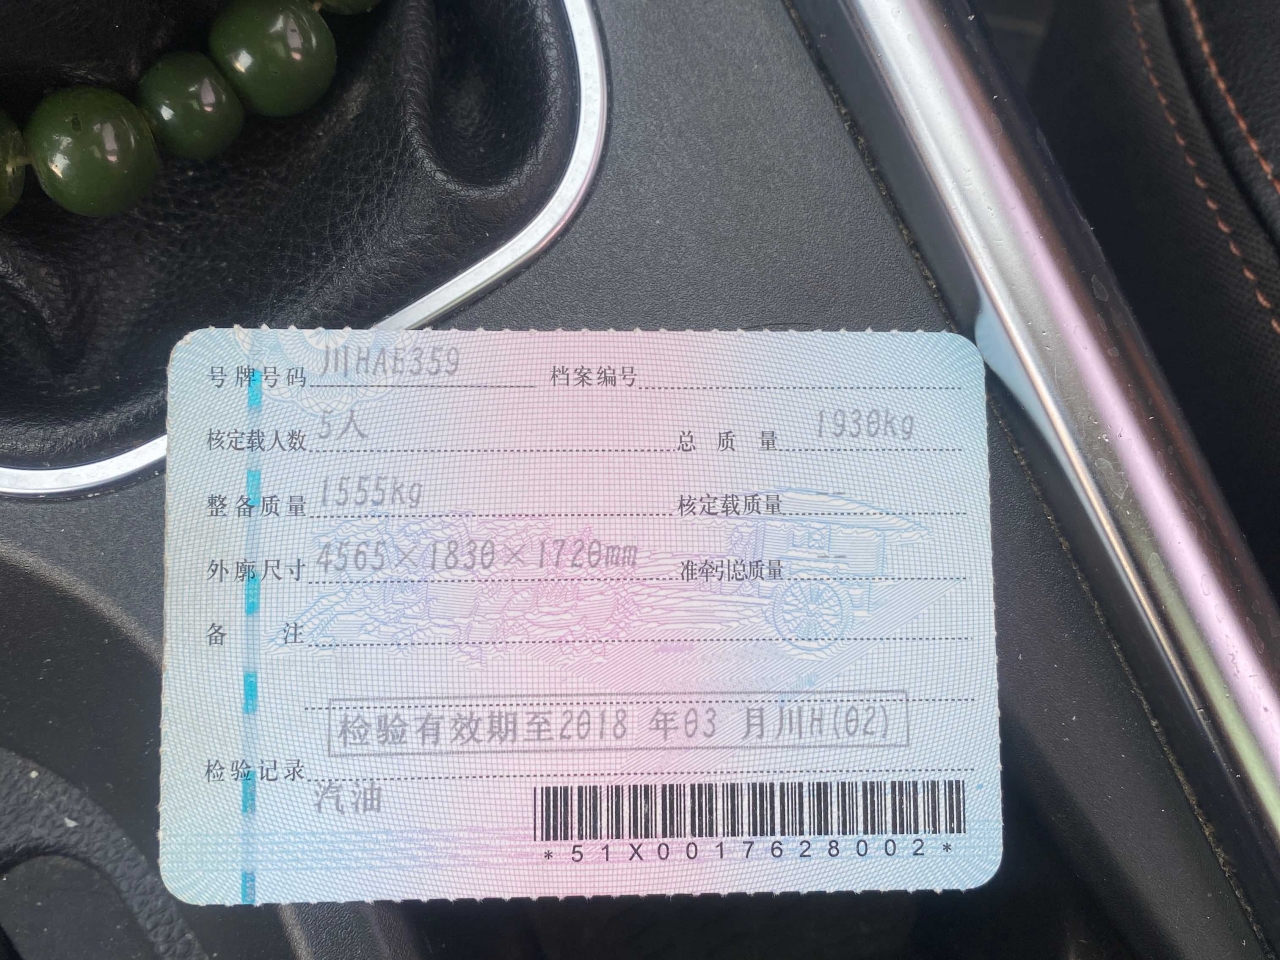 号牌号码 川HAE359 档案编号
核定载人数 5人 总质量 1930kg
整备质量 1555kg 核定载质量 --
外廓尺寸 4565×1830×1720mm 准牵引总质量 --
备注
检验有效期至2018 年03 月川H(02)
检验记录
汽油
*51X0017628002*